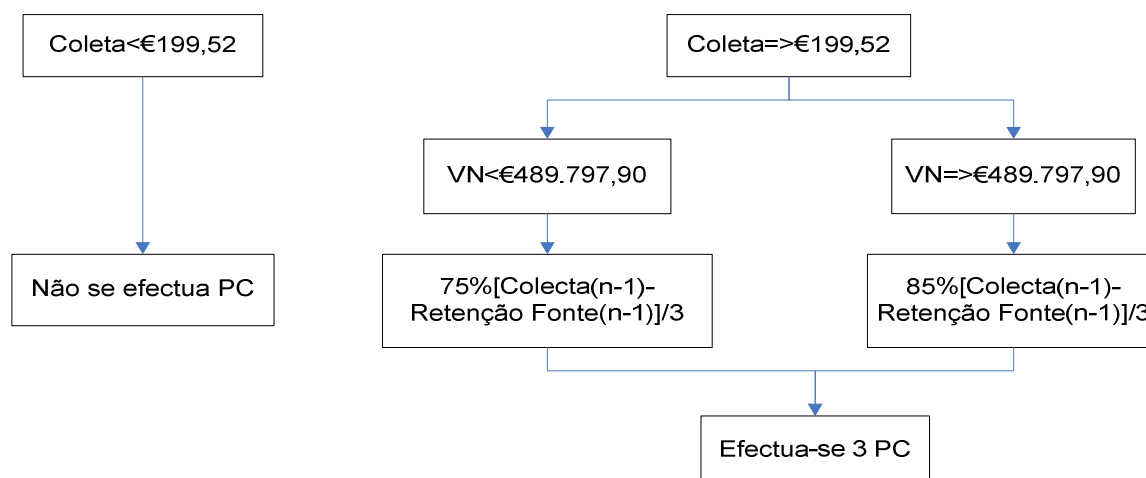 Coleta<€199,52
Coleta=>€199,52
VN<€489.797,90
VN=>€489.797,90
Não se efectua PC
75%[Colecta(n-1)-
Retenção Fonte(n-1)]/3
85%[Colecta(n-1)-
Retenção Fonte(n-1)]/3
Efectua-se 3 PC